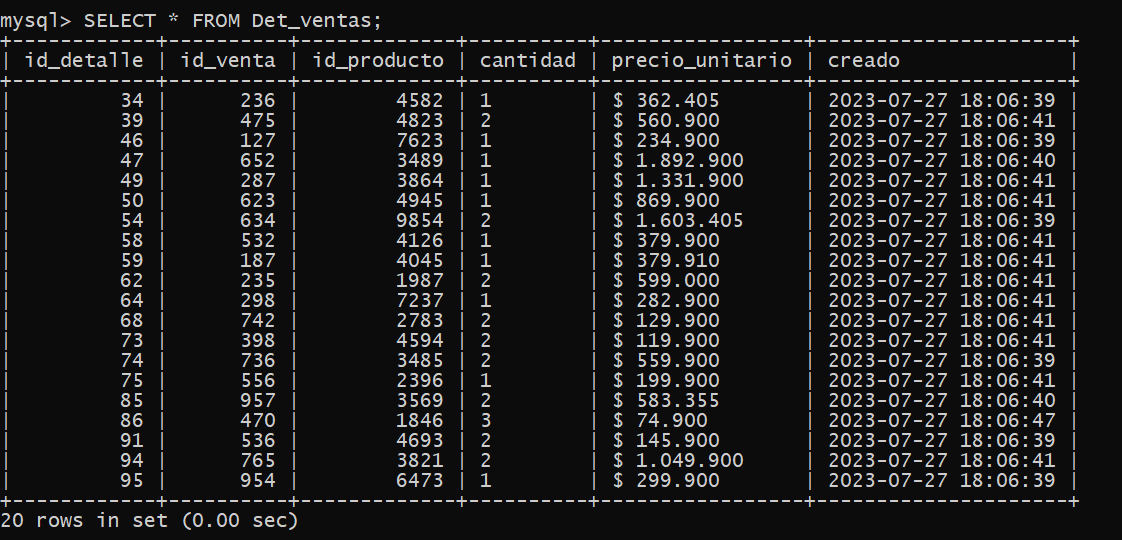 mysql> SELECT * FROM Det_ventas;
+------------+----------+-------------+----------+-----------------+---------------------+
| id_detalle | id_venta | id_producto | cantidad | precio_unitario | creado              |
+------------+----------+-------------+----------+-----------------+---------------------+
|         34 |      236 |        4582 | 1        | $ 362.405       | 2023-07-27 18:06:39 |
|         39 |      475 |        4823 | 2        | $ 560.900       | 2023-07-27 18:06:41 |
|         46 |      127 |        7623 | 1        | $ 234.900       | 2023-07-27 18:06:39 |
|         47 |      652 |        3489 | 1        | $ 1.892.900     | 2023-07-27 18:06:40 |
|         49 |      287 |        3864 | 1        | $ 1.331.900     | 2023-07-27 18:06:41 |
|         50 |      623 |        4945 | 1        | $ 869.900       | 2023-07-27 18:06:41 |
|         54 |      634 |        9854 | 2        | $ 1.603.405     | 2023-07-27 18:06:39 |
|         58 |      532 |        4126 | 1        | $ 379.900       | 2023-07-27 18:06:41 |
|         59 |      187 |        4045 | 1        | $ 379.910       | 2023-07-27 18:06:41 |
|         62 |      235 |        1987 | 2        | $ 599.000       | 2023-07-27 18:06:41 |
|         64 |      298 |        7237 | 1        | $ 282.900       | 2023-07-27 18:06:41 |
|         68 |      742 |        2783 | 2        | $ 129.900       | 2023-07-27 18:06:41 |
|         73 |      398 |        4594 | 2        | $ 119.900       | 2023-07-27 18:06:41 |
|         74 |      736 |        3485 | 2        | $ 559.900       | 2023-07-27 18:06:39 |
|         75 |      556 |        2396 | 1        | $ 199.900       | 2023-07-27 18:06:41 |
|         85 |      957 |        3569 | 2        | $ 583.355       | 2023-07-27 18:06:40 |
|         86 |      470 |        1846 | 3        | $ 74.900        | 2023-07-27 18:06:47 |
|         91 |      536 |        4693 | 2        | $ 145.900       | 2023-07-27 18:06:39 |
|         94 |      765 |        3821 | 2        | $ 1.049.900     | 2023-07-27 18:06:41 |
|         95 |      954 |        6473 | 1        | $ 299.900       | 2023-07-27 18:06:39 |
+------------+----------+-------------+----------+-----------------+---------------------+
20 rows in set (0.00 sec)